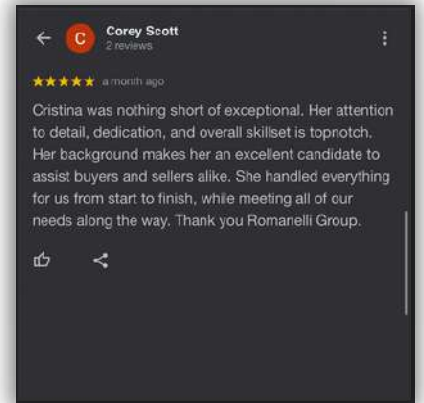 C
Corey Scott
2 reviews
a month ago
Cristina was nothing short of exceptional. Her attention
to detail, dedication, and overall skillset is topnotch.
Her background makes her an excellent candidate to
assist buyers and sellers alike. She handled everything
for us from start to finish, while meeting all of our
needs along the way. Thank you Romanelli Group.